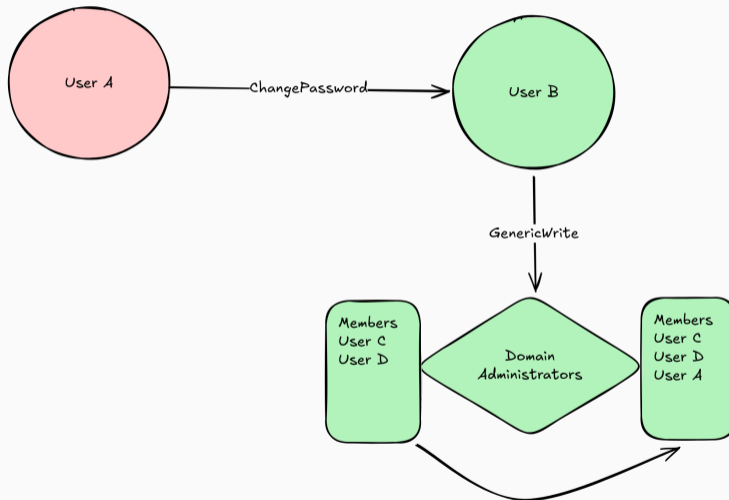 User A
ChangePassword
User B
GenericWrite
Members
User C
User D
Domain
Administrators
Members
User C
User D
User A